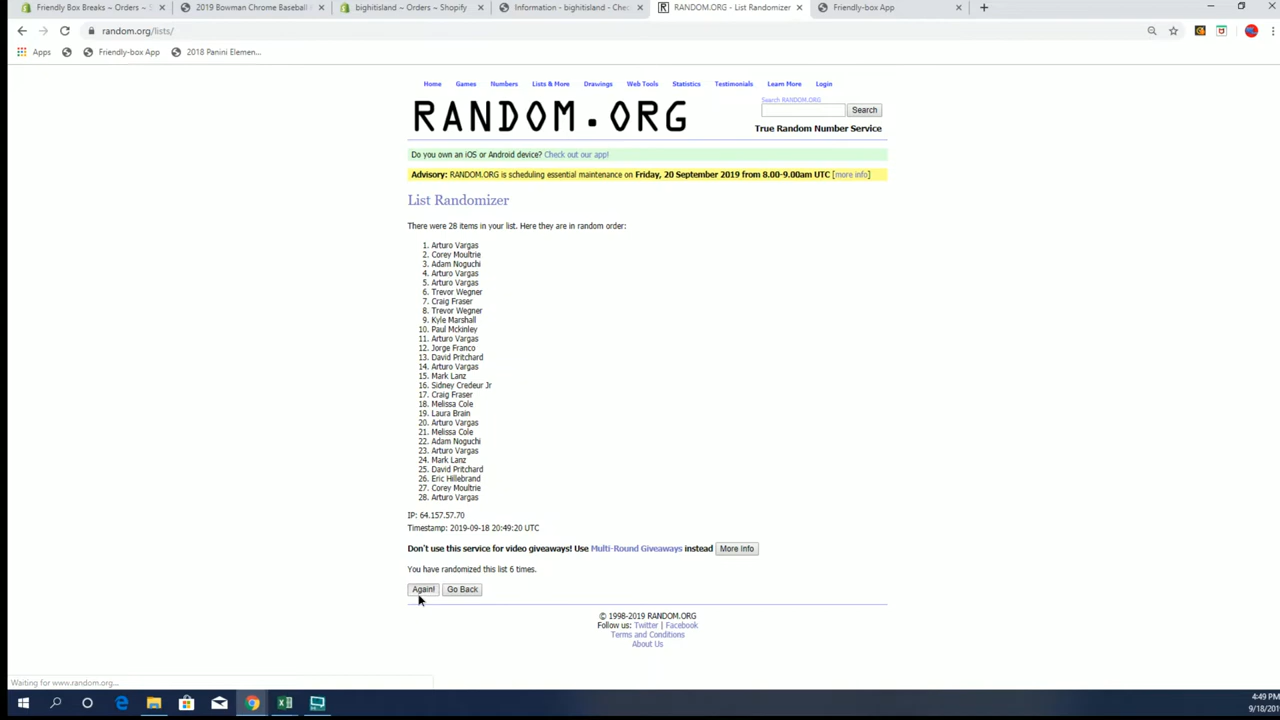 Friendly Box Breaks ~ Orders ~ S
2019 Bowman Chrome Baseball
bighitisland ~ Orders ~ Shopify
Information - bighitisland - Chec
RANDOM.ORG - List Randomizer
Friendly-box App
random.org/lists/
Apps
Friendly-box App
2018 Panini Elemen...
Home Games Numbers Lists & More Drawings Web Tools Statistics Testimonials Learn More Login
RANDOM.ORG
Search RANDOM.ORG
Search
True Random Number Service
Do you own an iOS or Android device? Check out our app!
Advisory: RANDOM.ORG is scheduling essential maintenance on Friday, 20 September 2019 from 8.00-9.00am UTC [more info]
List Randomizer
There were 28 items in your list. Here they are in random order:
1. Arturo Vargas
2. Corey Moultrie
3. Adam Noguchi
4. Arturo Vargas
5. Arturo Vargas
6. Trevor Wegner
7. Craig Fraser
8. Trevor Wegner
9. Kyle Marshall
10. Paul Mckinley
11. Arturo Vargas
12. Jorge Franco
13. David Pritchard
14. Arturo Vargas
15. Mark Lanz
16. Sidney Credeur Jr
17. Craig Fraser
18. Melissa Cole
19. Laura Brain
20. Arturo Vargas
21. Melissa Cole
22. Adam Noguchi
23. Arturo Vargas
24. Mark Lanz
25. David Pritchard
26. Eric Hillebrand
27. Corey Moultrie
28. Arturo Vargas
IP: 64.157.57.70
Timestamp: 2019-09-18 20:49:20 UTC
Don't use this service for video giveaways! Use Multi-Round Giveaways instead More Info
You have randomized this list 6 times.
Again! Go Back
© 1998-2019 RANDOM.ORG
Follow us: Twitter | Facebook
Terms and Conditions
About Us
Waiting for www.random.org...
4:49 PM
9/18/201